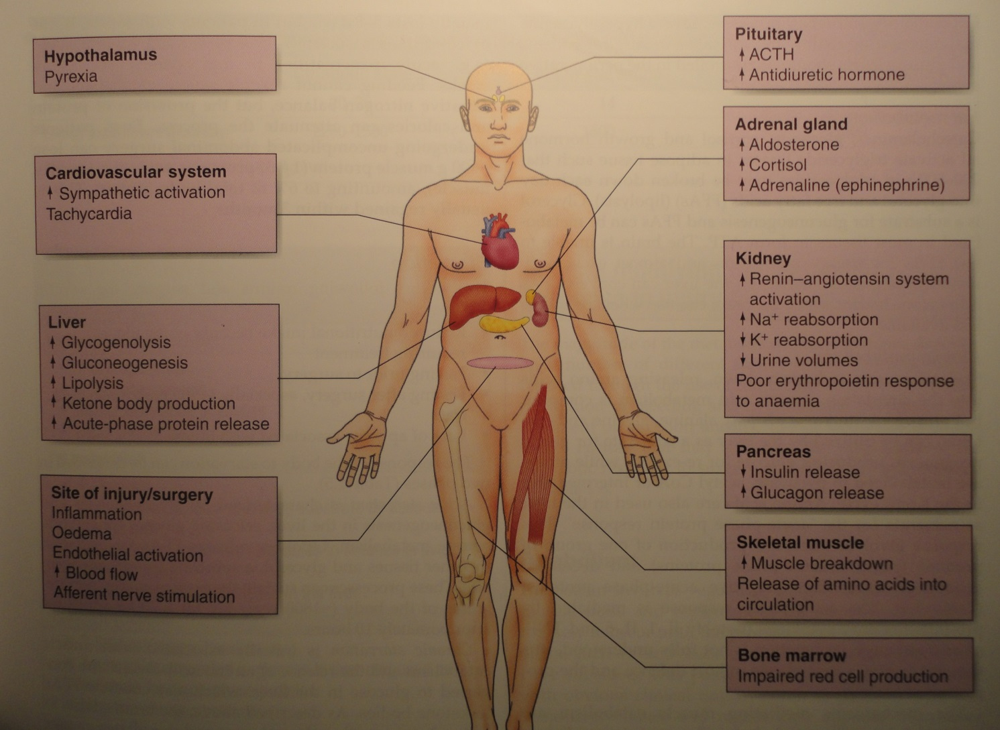 Hypothalamus
Pyrexia
Cardiovascular system
↑ Sympathetic activation
Tachycardia
Liver
↑ Glycogenolysis
↑ Gluconeogenesis
↑ Lipolysis
↑ Ketone body production
↑ Acute-phase protein release
Site of injury/surgery
Inflammation
Oedema
Endothelial activation
↑ Blood flow
Afferent nerve stimulation
Pituitary
↑ ACTH
↑ Antidiuretic hormone
Adrenal gland
↑ Aldosterone
↑ Cortisol
↑ Adrenaline (ephinephrine)
Kidney
↑ Renin–angiotensin system
activation
↑ Na⁺ reabsorption
↓ K⁺ reabsorption
↓ Urine volumes
Poor erythropoietin response
to anaemia
Pancreas
↓ Insulin release
↑ Glucagon release
Skeletal muscle
↑ Muscle breakdown
Release of amino acids into
circulation
Bone marrow
Impaired red cell production